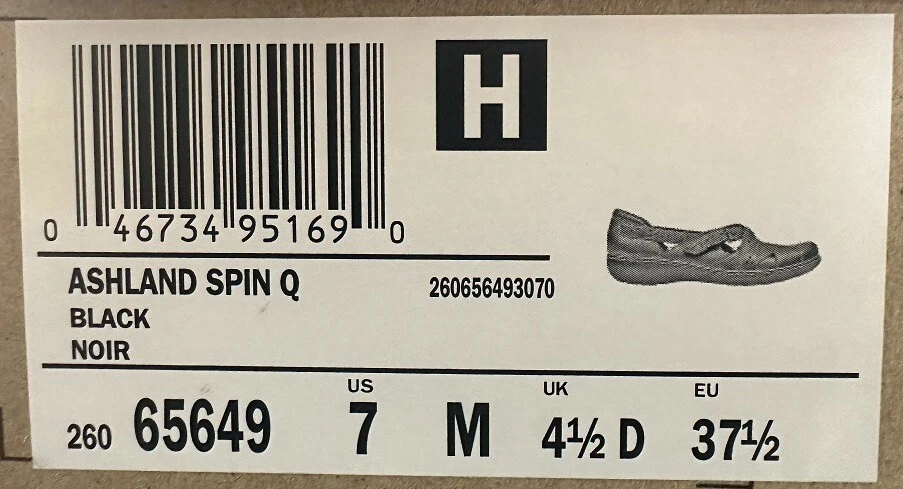 H
0 46734 95169 0
ASHLAND SPIN Q 260656493070
BLACK
NOIR
US UK EU
260 65649 7 M 4½ D 37½